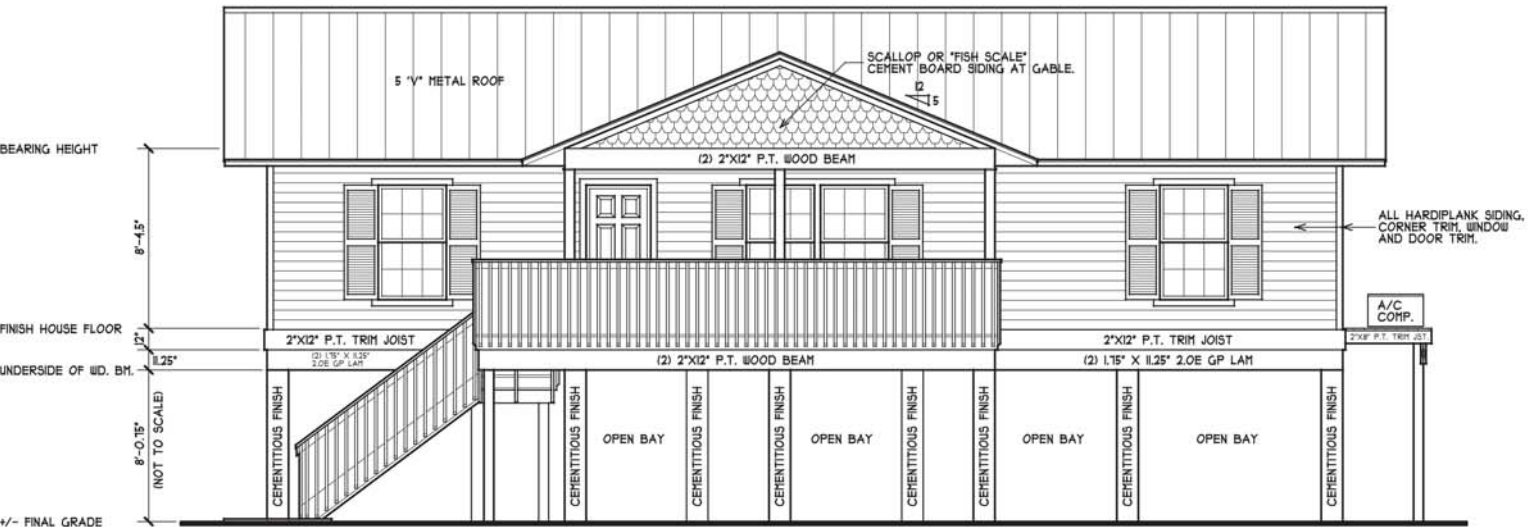 SCALLOP OR "FISH SCALE"
CEMENT BOARD SIDING AT GABLE.
5 "V" METAL ROOF
12
5
BEARING HEIGHT
(2) 2"X12" P.T. WOOD BEAM
8'-4.5"
ALL HARDIPLANK SIDING,
CORNER TRIM, WINDOW
AND DOOR TRIM.
A/C
COMP.
FINISH HOUSE FLOOR
12"
2"X12" P.T. TRIM JOIST
2"X12" P.T. TRIM JOIST
2"X8" P.T. TRIM JST.
11.25"
(2) 1.75" X 11.25"
2.0E GP LAM
(2) 2"X12" P.T. WOOD BEAM
(2) 1.75" X 11.25" 2.0E GP LAM
UNDERSIDE OF WD. BM.
8'-0.75"
(NOT TO SCALE)
CEMENTITIOUS FINISH
CEMENTITIOUS FINISH
OPEN BAY
CEMENTITIOUS FINISH
CEMENTITIOUS FINISH
OPEN BAY
CEMENTITIOUS FINISH
CEMENTITIOUS FINISH
OPEN BAY
CEMENTITIOUS FINISH
OPEN BAY
CEMENTITIOUS FINISH
+/- FINAL GRADE